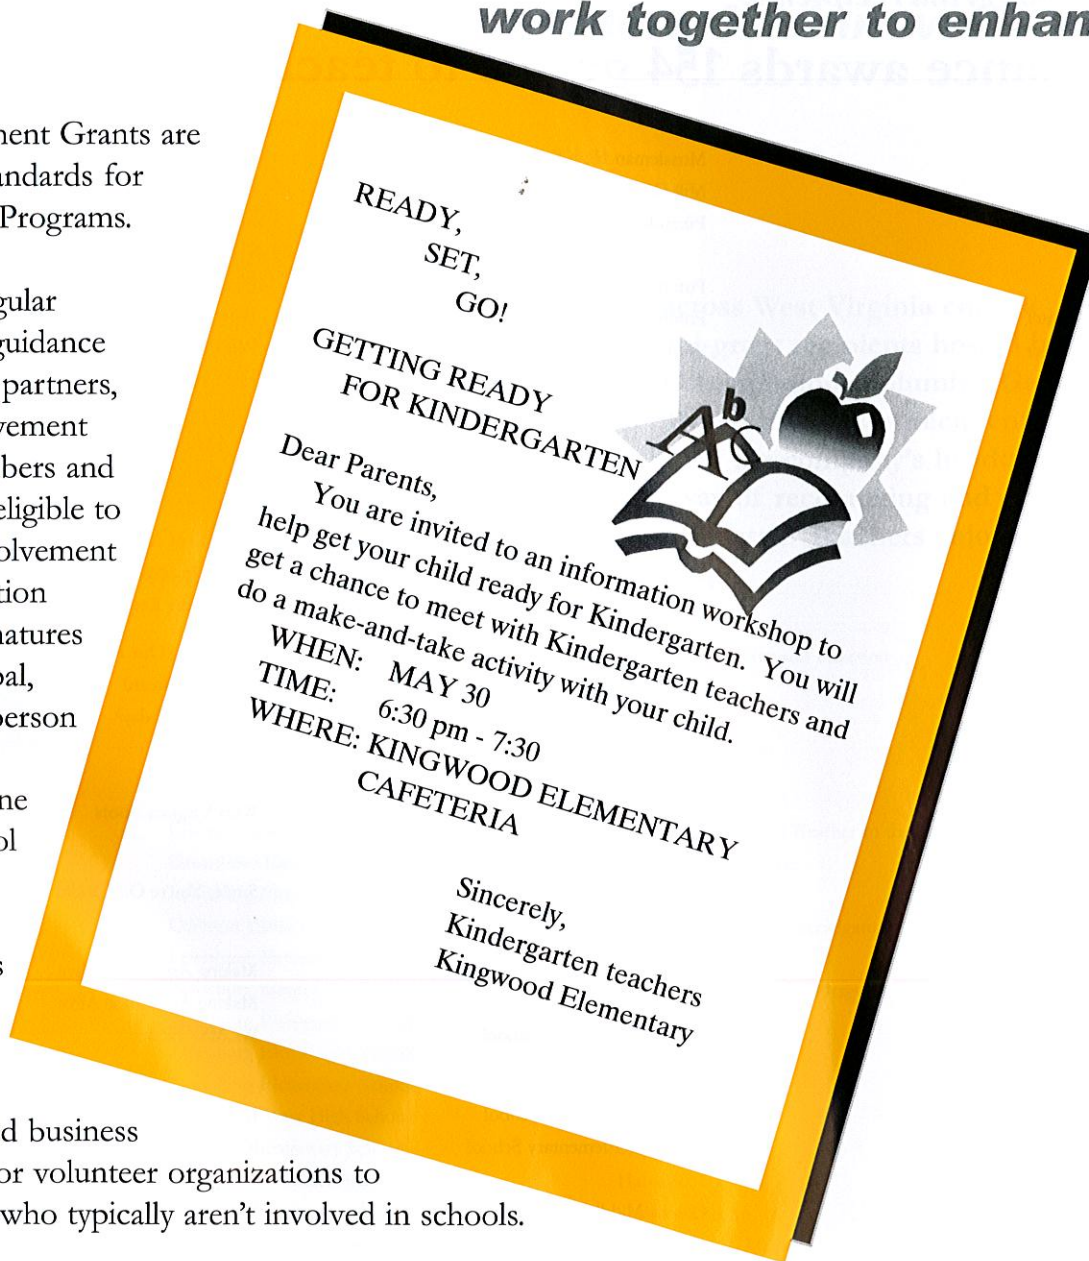 work together to enhan
ment Grants are
andards for
Programs.
gular
guidance
partners,
vement
bers and
eligible to
olvement
tion
natures
pal,
person
ne
ol
s
d business
or volunteer organizations to
who typically aren't involved in schools.
READY,
SET,
GO!
GETTING READY
FOR KINDERGARTEN
Abc
Dear Parents,
You are invited to an information workshop to
help get your child ready for Kindergarten. You will
get a chance to meet with Kindergarten teachers and
do a make-and-take activity with your child.
WHEN: MAY 30
TIME: 6:30 pm - 7:30
WHERE: KINGWOOD ELEMENTARY
CAFETERIA
Sincerely,
Kindergarten teachers
Kingwood Elementary